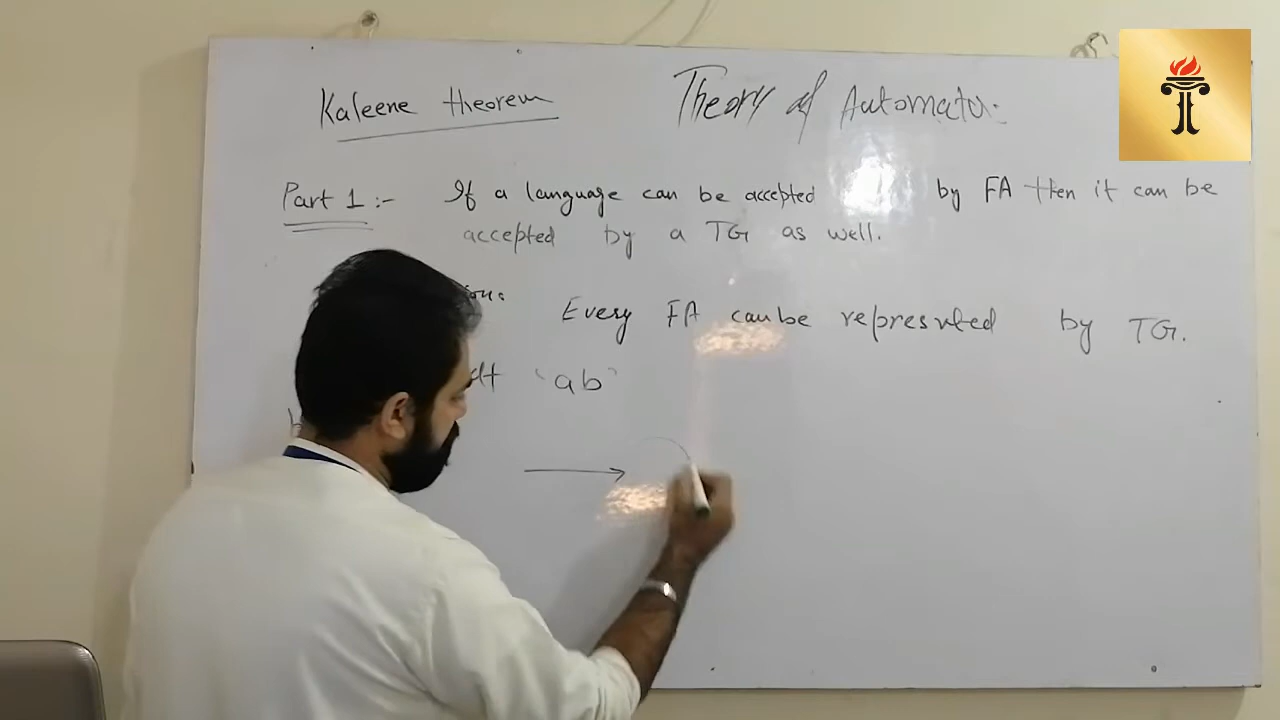 Kaleene theorem
Theory of Automata:
Part 1 :- If a language can be accepted by FA then it can be
accepted by a TG as well.
Every FA can be represnted by TG.
'ab'